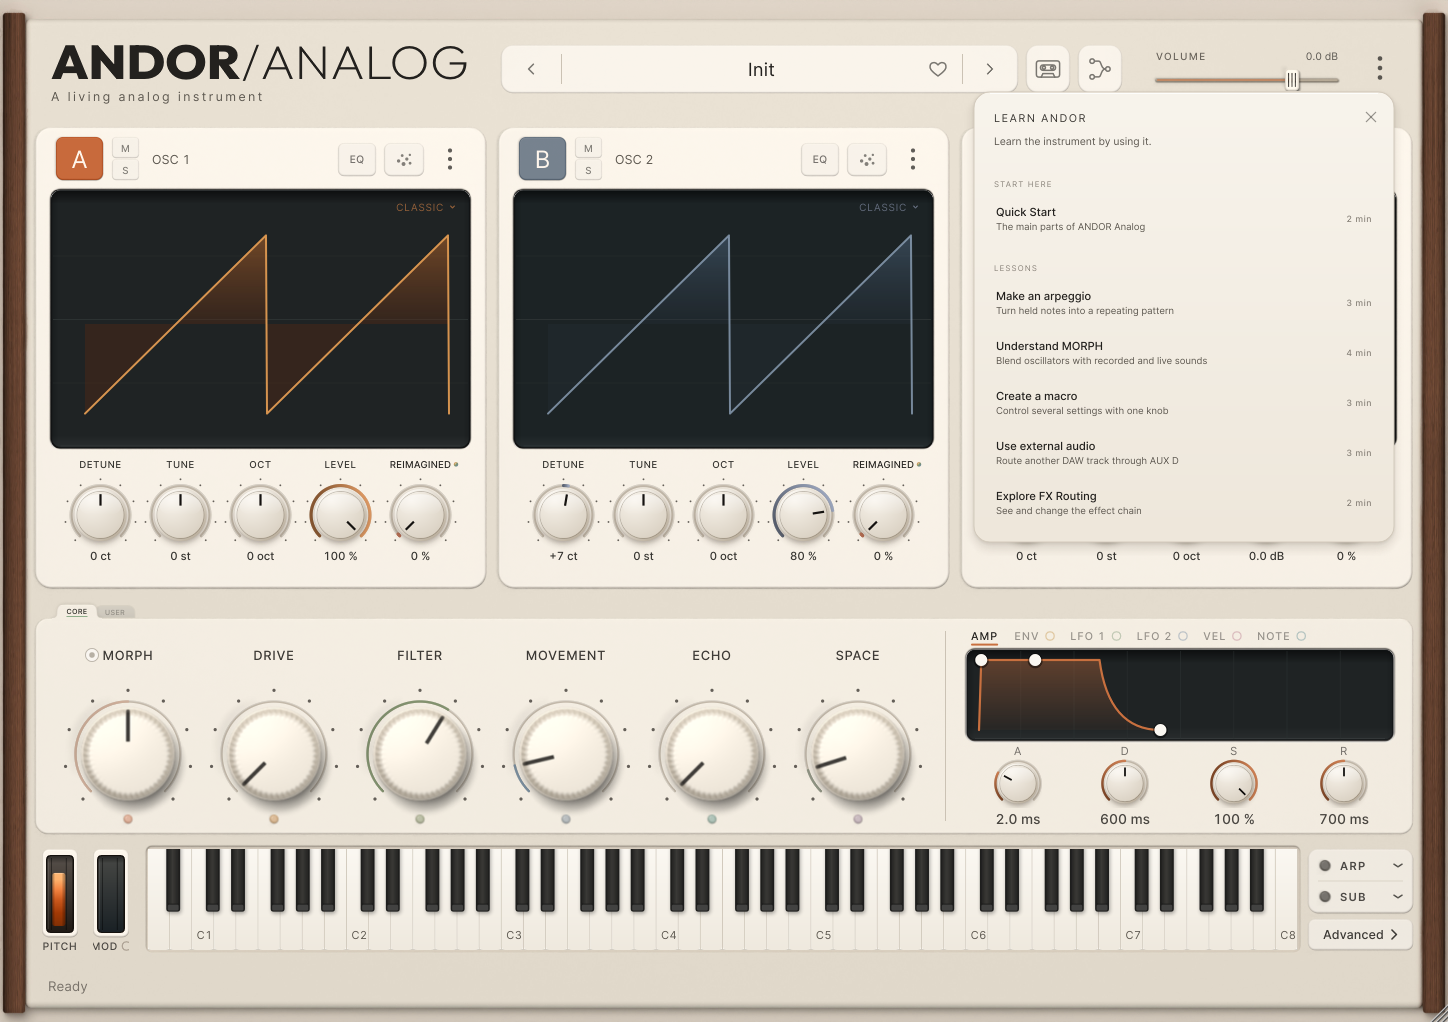 ANDOR/ANALOG
A living analog instrument
Init
VOLUME 0.0 dB
A M S OSC 1 EQ
CLASSIC
DETUNE TUNE OCT LEVEL REIMAGINED
0 ct 0 st 0 oct 100 % 0 %
B M S OSC 2 EQ
CLASSIC
DETUNE TUNE OCT LEVEL REIMAGINED
+7 ct 0 st 0 oct 80 % 0 %
LEARN ANDOR
Learn the instrument by using it.
START HERE
Quick Start
The main parts of ANDOR Analog
2 min
LESSONS
Make an arpeggio
Turn held notes into a repeating pattern
3 min
Understand MORPH
Blend oscillators with recorded and live sounds
4 min
Create a macro
Control several settings with one knob
3 min
Use external audio
Route another DAW track through AUX D
3 min
Explore FX Routing
See and change the effect chain
2 min
0 ct 0 st 0 oct 0.0 dB 0 %
CORE USER
MORPH DRIVE FILTER MOVEMENT ECHO SPACE
AMP ENV LFO 1 LFO 2 VEL NOTE
A D S R
2.0 ms 600 ms 100 % 700 ms
PITCH MOD
C1 C2 C3 C4 C5 C6 C7 C8
ARP
SUB
Advanced
Ready